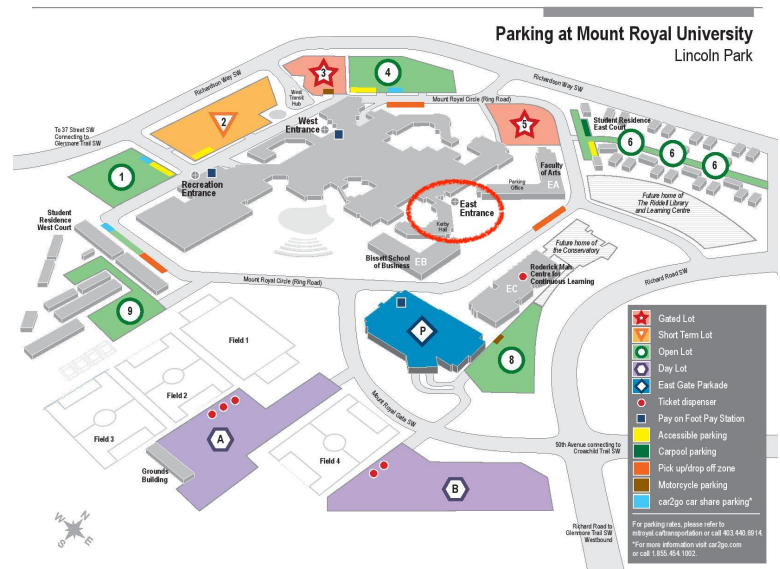 Parking at Mount Royal University
Lincoln Park
Richardson Way SW
3
4
West
Transit
Hub
Mount Royal Circle (Ring Road)
Richardson Way SW
2
To 37 Street SW
Connecting to
Glenmore Trail SW
West
Entrance
5
Student Residence
East Court
6
6
6
1
Recreation
Entrance
Faculty
of Arts
Parking
Office
EA
East
Entrance
Kerby
Hall
Future home of
The Riddell Library
and Learning Centre
Student
Residence
West Court
Bissett School
of Business
EB
Future home of
the Conservatory
Roderick Mah
Centre for
Continuous Learning
EC
Richard Road SW
Mount Royal Circle (Ring Road)
9
P
8
Field 1
Field 2
Field 3
Mount Royal Gate SW
A
Field 4
Grounds
Building
B
50th Avenue connecting to
Crowchild Trail SW
Richard Road to
Glenmore Trail SW
Westbound
N
W
E
S
Gated Lot
Short Term Lot
Open Lot
Day Lot
P
East Gate Parkade
Ticket dispenser
Pay on Foot Pay Station
Accessible parking
Carpool parking
Pick up/drop off zone
Motorcycle parking
car2go car share parking*
For parking rates, please refer to
mtroyal.ca/transportation or call 403.440.6914.
*For more information visit car2go.com
or call 1.855.454.1002.